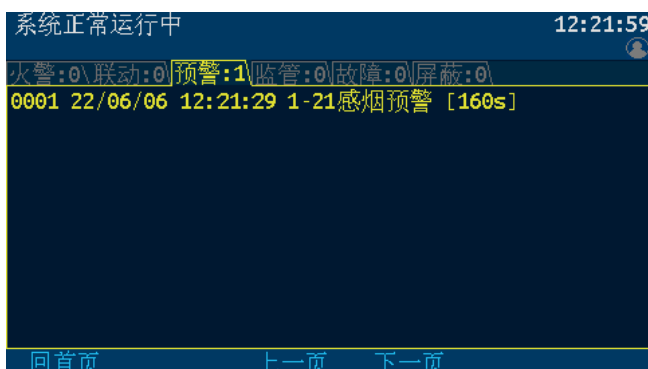 系统正常运行中 12:21:59
火警:0\联动:0\预警:1\监管:0\故障:0\屏蔽:0\
0001 22/06/06 12:21:29 1-21感烟预警 [160s]
回首页 上一页 下一页